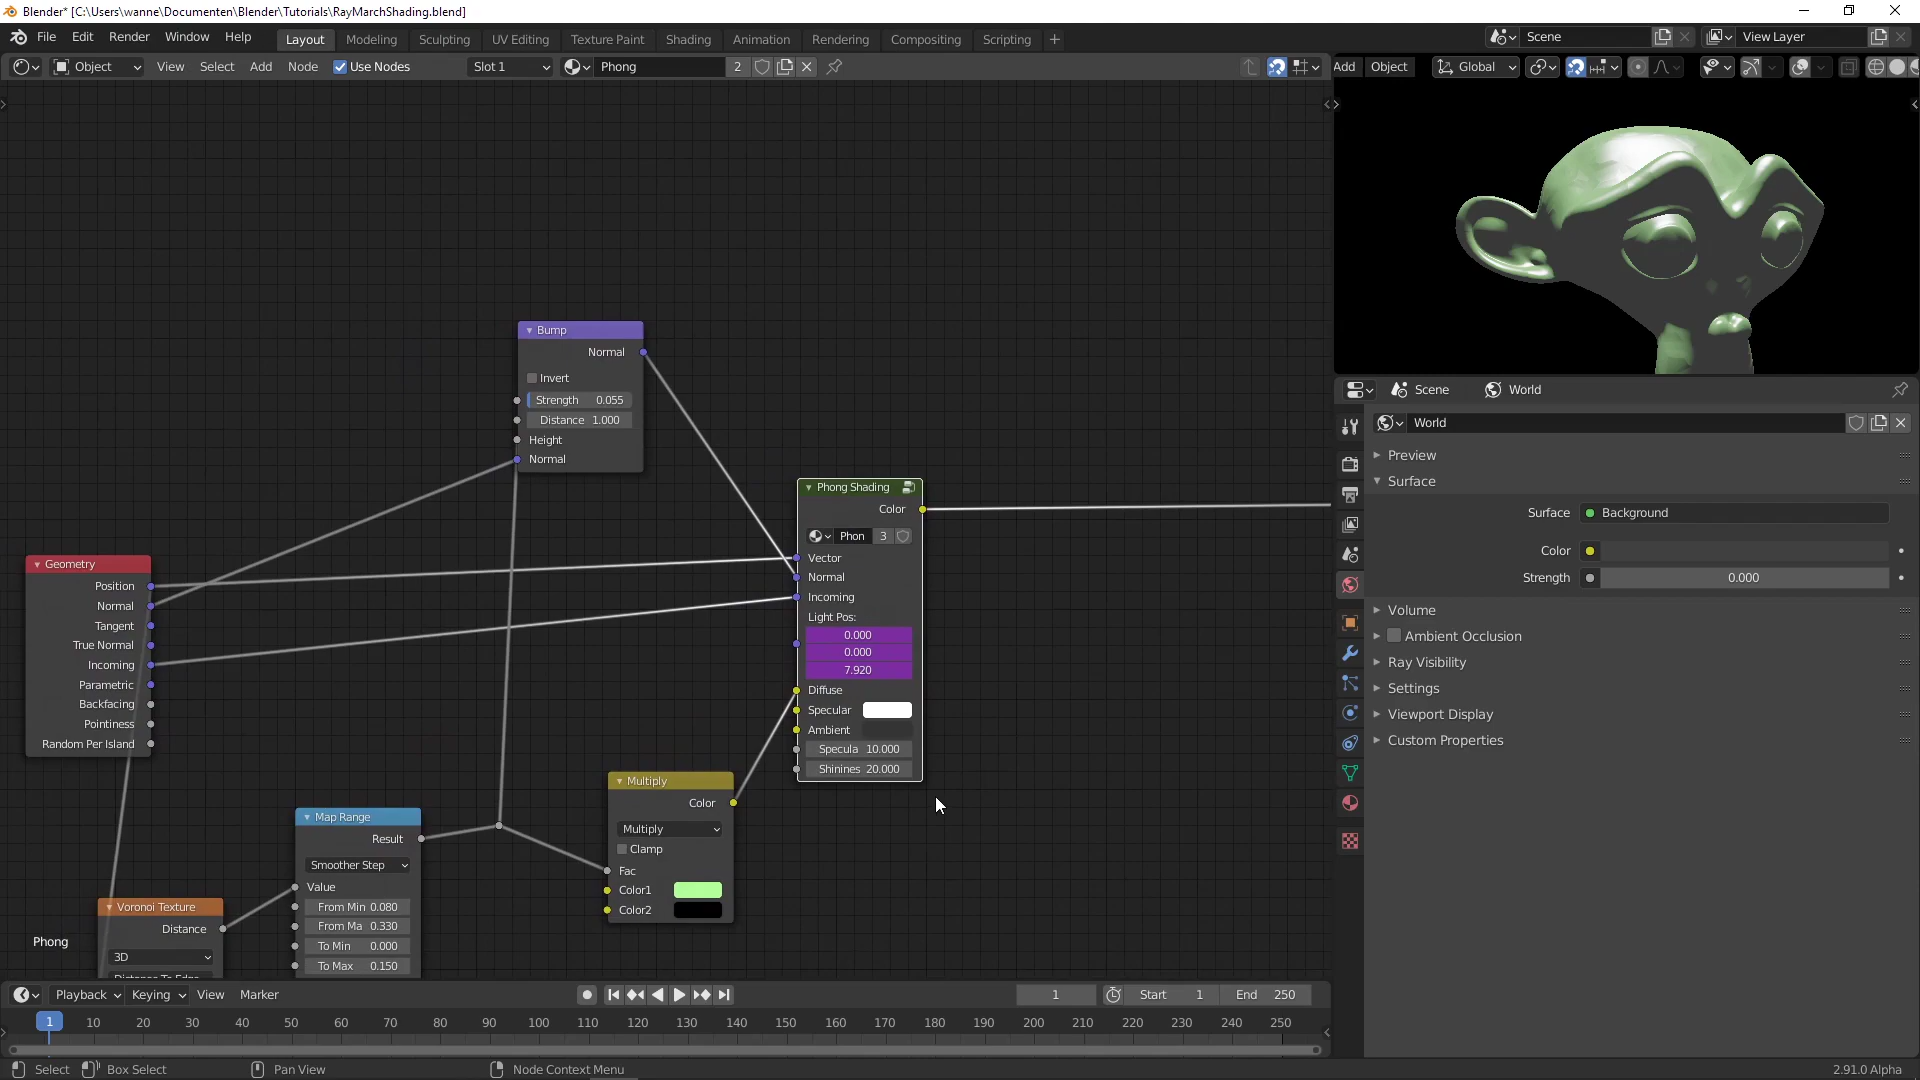 Blender* [C:\Users\wanne\Documenten\Blender\Tutorials\RayMarchShading.blend]
File Edit Render Window Help Layout Modeling Sculpting UV Editing Texture Paint Shading Animation Rendering Compositing Scripting + Scene View Layer
Object View Select Add Node Use Nodes Slot 1 Phong 2 Add Object Global
Bump
Normal
Invert
Strength 0.055
Distance 1.000
Height
Normal
Geometry
Position
Normal
Tangent
True Normal
Incoming
Parametric
Backfacing
Pointiness
Random Per Island
Phong Shading
Color
Phon 3
Vector
Normal
Incoming
Light Pos:
0.000
0.000
7.920
Diffuse
Specular
Ambient
Specula 10.000
Shinines 20.000
Multiply
Color
Multiply
Clamp
Fac
Color1
Color2
Map Range
Result
Smoother Step
Value
From Min 0.080
From Ma 0.330
To Min 0.000
To Max 0.150
Voronoi Texture
Distance
3D
Distance To Edge
Phong
Scene World
World
Preview
Surface
Surface Background
Color
Strength 0.000
Volume
Ambient Occlusion
Ray Visibility
Settings
Viewport Display
Custom Properties
Playback Keying View Marker 1 Start 1 End 250
1 10 20 30 40 50 60 70 80 90 100 110 120 130 140 150 160 170 180 190 200 210 220 230 240 250
Select Box Select Pan View Node Context Menu 2.91.0 Alpha